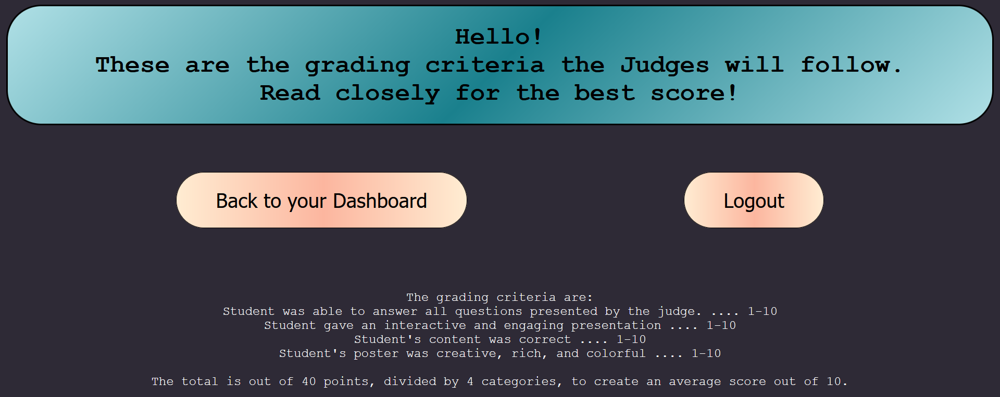 Hello!
These are the grading criteria the Judges will follow.
Read closely for the best score!
Back to your Dashboard
Logout
The grading criteria are:
Student was able to answer all questions presented by the judge. .... 1-10
Student gave an interactive and engaging presentation .... 1-10
Student's content was correct .... 1-10
Student's poster was creative, rich, and colorful .... 1-10
The total is out of 40 points, divided by 4 categories, to create an average score out of 10.